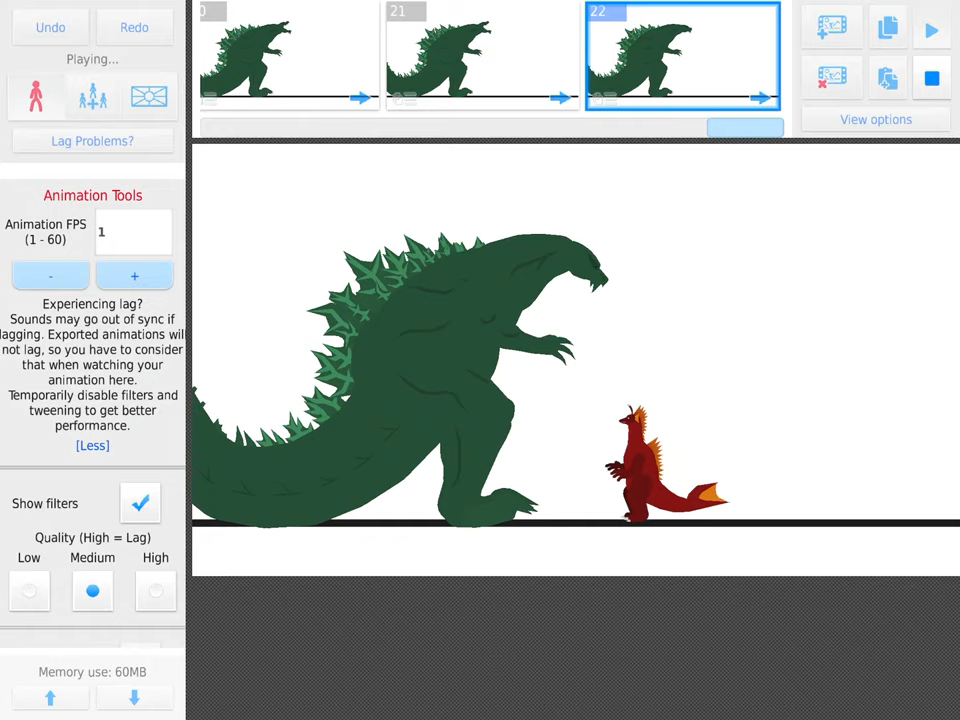 Undo
Redo
Playing...
Lag Problems?
Animation Tools
Animation FPS
(1 - 60)
1
-
+
Experiencing lag?
Sounds may go out of sync if
lagging. Exported animations will
not lag, so you have to consider
that when watching your
animation here.
Temporarily disable filters and
tweening to get better
performance.
[Less]
Show filters
Quality (High = Lag)
Low
Medium
High
Memory use: 60MB
0
21
22
View options